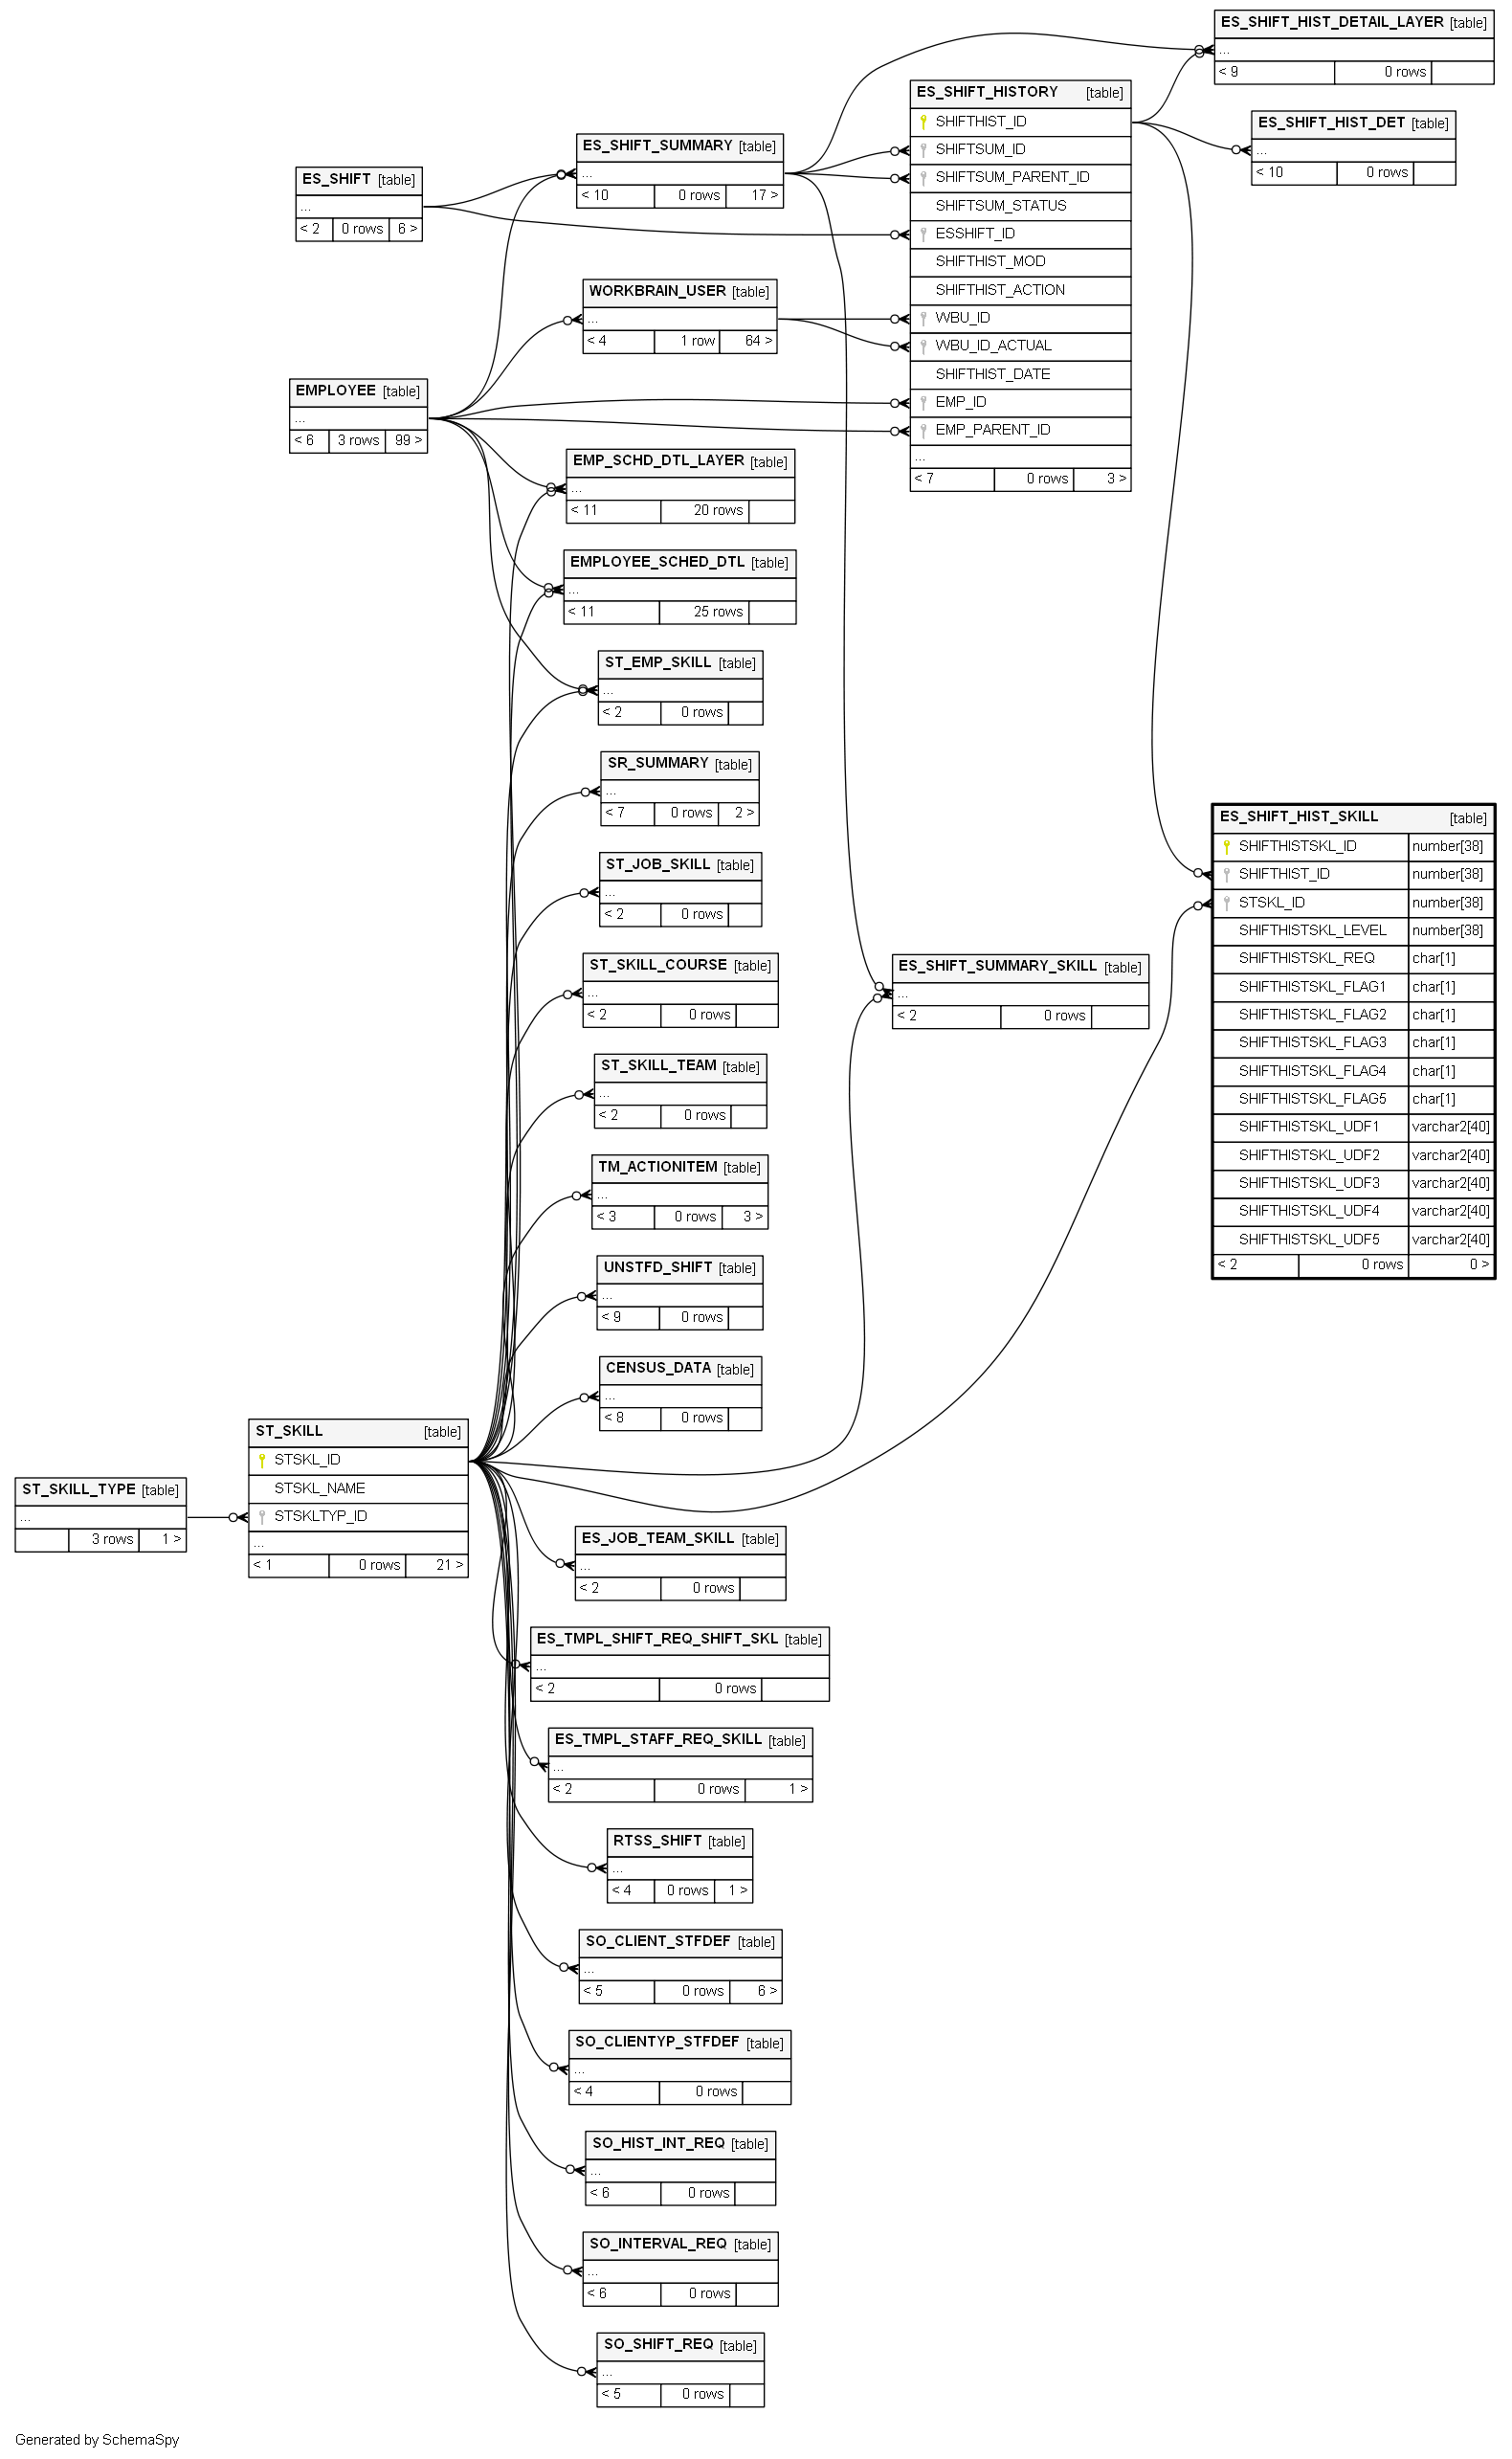 ES_SHIFT_HIST_DETAIL_LAYER [table]
...
< 9 0 rows
ES_SHIFT_HISTORY [table]
SHIFTHIST_ID
SHIFTSUM_ID
SHIFTSUM_PARENT_ID
SHIFTSUM_STATUS
ESSHIFT_ID
SHIFTHIST_MOD
SHIFTHIST_ACTION
WBU_ID
WBU_ID_ACTUAL
SHIFTHIST_DATE
EMP_ID
EMP_PARENT_ID
...
< 7 0 rows 3 >
ES_SHIFT_HIST_DET [table]
...
< 10 0 rows
ES_SHIFT_SUMMARY [table]
...
< 10 0 rows 17 >
ES_SHIFT [table]
...
< 2 0 rows 6 >
WORKBRAIN_USER [table]
...
< 4 1 row 64 >
EMPLOYEE [table]
...
< 6 3 rows 99 >
EMP_SCHD_DTL_LAYER [table]
...
< 11 20 rows
EMPLOYEE_SCHED_DTL [table]
...
< 11 25 rows
ST_EMP_SKILL [table]
...
< 2 0 rows
SR_SUMMARY [table]
...
< 7 0 rows 2 >
ES_SHIFT_HIST_SKILL [table]
SHIFTHISTSKL_ID number[38]
SHIFTHIST_ID number[38]
STSKL_ID number[38]
SHIFTHISTSKL_LEVEL number[38]
SHIFTHISTSKL_REQ char[1]
SHIFTHISTSKL_FLAG1 char[1]
SHIFTHISTSKL_FLAG2 char[1]
SHIFTHISTSKL_FLAG3 char[1]
SHIFTHISTSKL_FLAG4 char[1]
SHIFTHISTSKL_FLAG5 char[1]
SHIFTHISTSKL_UDF1 varchar2[40]
SHIFTHISTSKL_UDF2 varchar2[40]
SHIFTHISTSKL_UDF3 varchar2[40]
SHIFTHISTSKL_UDF4 varchar2[40]
SHIFTHISTSKL_UDF5 varchar2[40]
< 2 0 rows 0 >
ST_JOB_SKILL [table]
...
< 2 0 rows
ST_SKILL_COURSE [table]
...
< 2 0 rows
ES_SHIFT_SUMMARY_SKILL [table]
...
< 2 0 rows
ST_SKILL_TEAM [table]
...
< 2 0 rows
TM_ACTIONITEM [table]
...
< 3 0 rows 3 >
UNSTFD_SHIFT [table]
...
< 9 0 rows
CENSUS_DATA [table]
...
< 8 0 rows
ST_SKILL [table]
STSKL_ID
STSKL_NAME
STSKLTYP_ID
...
< 1 0 rows 21 >
ST_SKILL_TYPE [table]
...
3 rows 1 >
ES_JOB_TEAM_SKILL [table]
...
< 2 0 rows
ES_TMPL_SHIFT_REQ_SHIFT_SKL [table]
...
< 2 0 rows
ES_TMPL_STAFF_REQ_SKILL [table]
...
< 2 0 rows 1 >
RTSS_SHIFT [table]
...
< 4 0 rows 1 >
SO_CLIENT_STFDEF [table]
...
< 5 0 rows 6 >
SO_CLIENTYP_STFDEF [table]
...
< 4 0 rows
SO_HIST_INT_REQ [table]
...
< 6 0 rows
SO_INTERVAL_REQ [table]
...
< 6 0 rows
SO_SHIFT_REQ [table]
...
< 5 0 rows
Generated by SchemaSpy